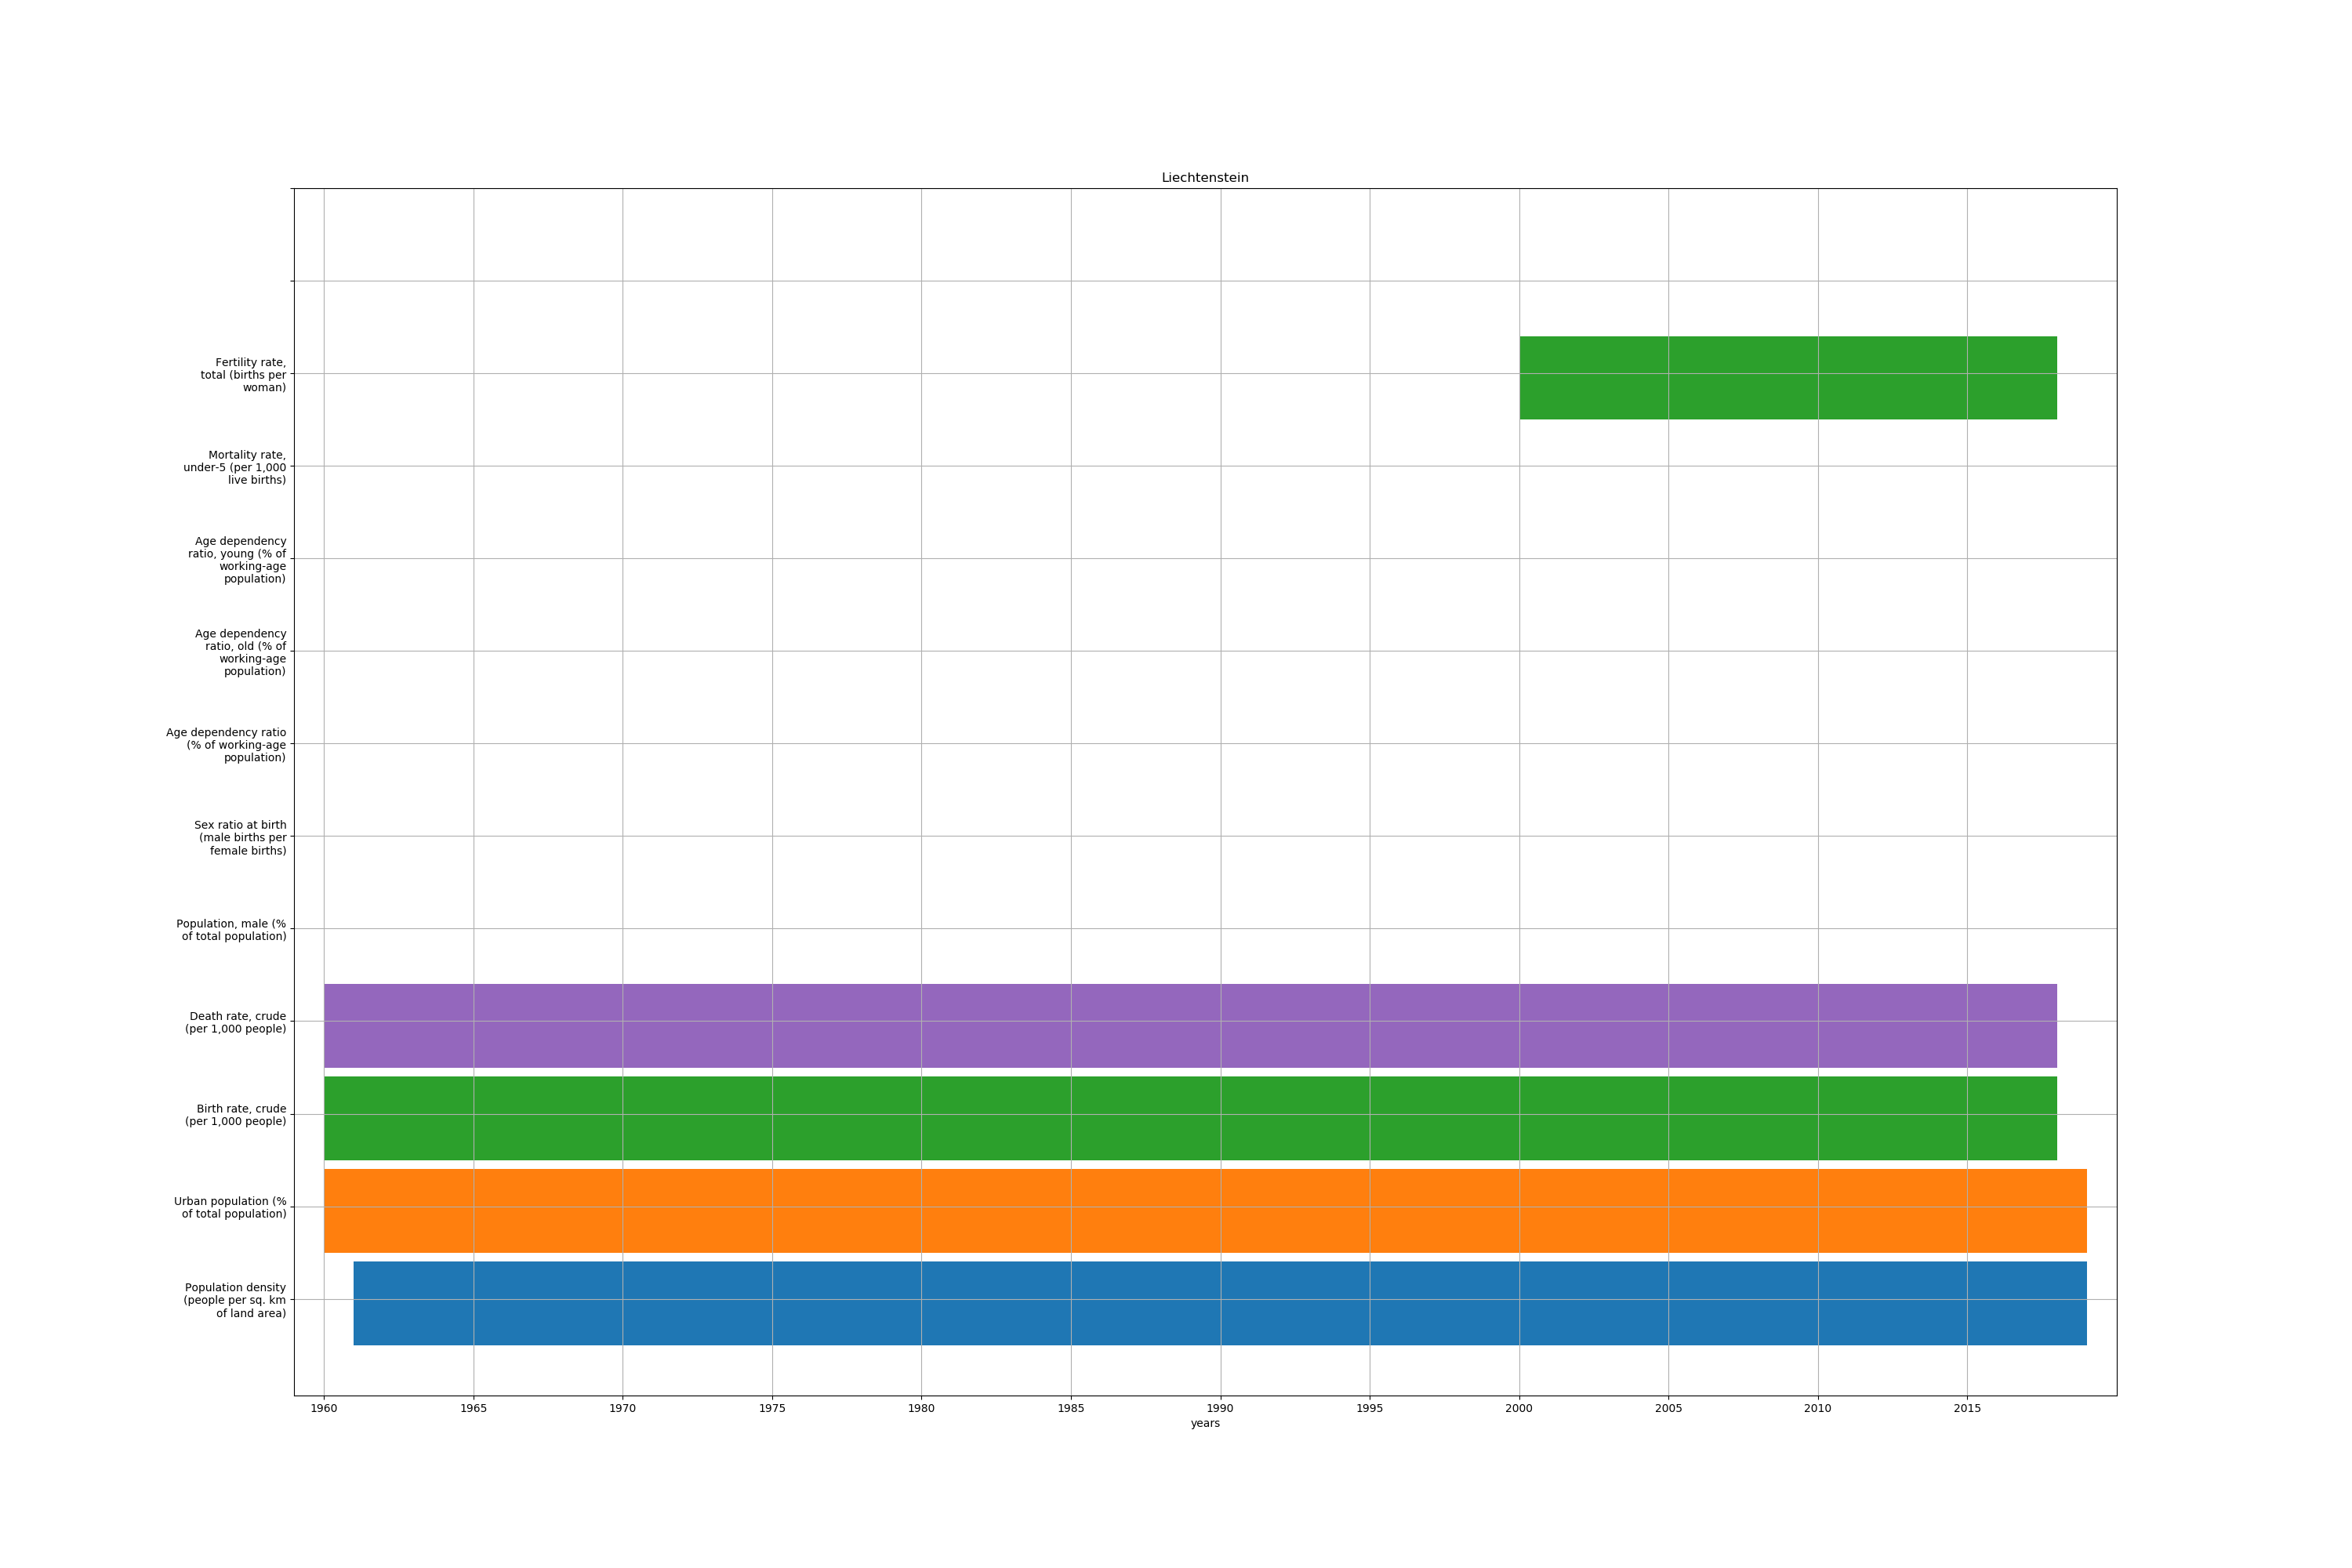 Liechtenstein
Fertility rate,
total (births per
woman)
Mortality rate,
under-5 (per 1,000
live births)
Age dependency
ratio, young (% of
working-age
population)
Age dependency
ratio, old (% of
working-age
population)
Age dependency ratio
(% of working-age
population)
Sex ratio at birth
(male births per
female births)
Population, male (%
of total population)
Death rate, crude
(per 1,000 people)
Birth rate, crude
(per 1,000 people)
Urban population (%
of total population)
Population density
(people per sq. km
of land area)
1960 1965 1970 1975 1980 1985 1990 1995 2000 2005 2010 2015
years